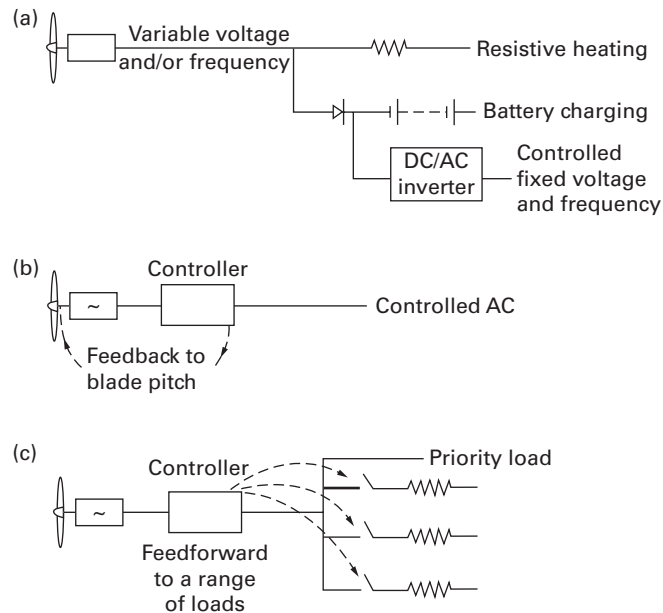 (a)
Variable voltage
and/or frequency
Resistive heating
Battery charging
DC/AC
inverter
Controlled
fixed voltage
and frequency
(b)
Controller
~
Controlled AC
Feedback to
blade pitch
(c)
Controller
Priority load
~
Feedforward
to a range
of loads